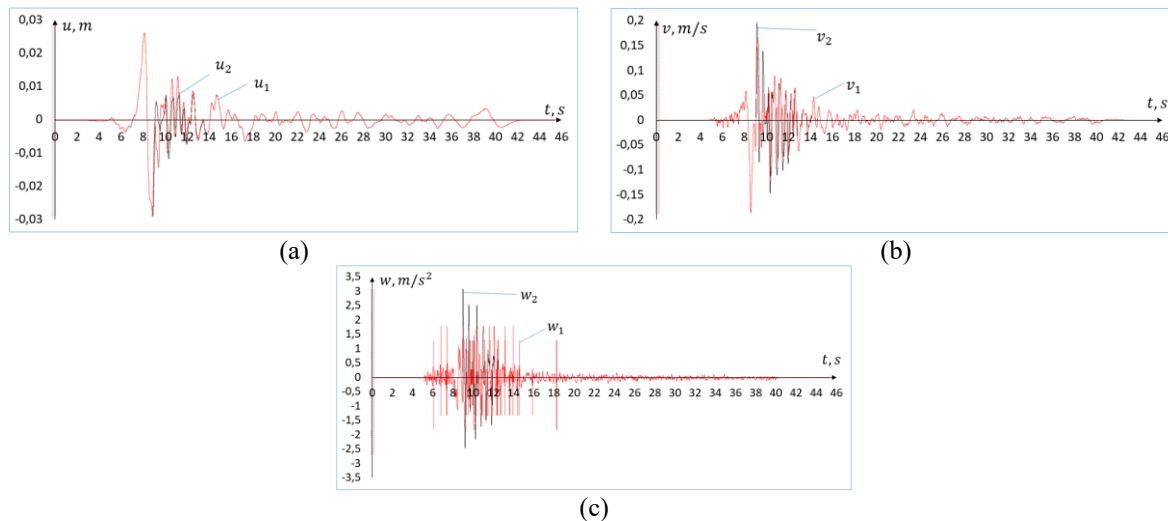 u, m
0,03
0,02
0,01
0
-0,01
-0,02
-0,03
u₂
u₁
t, s
0 2 4 6 8 10 12 14 16 18 20 22 24 26 28 30 32 34 36 38 40 42 44 46
(a)
v, m/s
0,2
0,15
0,1
0,05
0
-0,05
-0,1
-0,15
-0,2
v₂
v₁
t, s
0 2 4 6 8 10 12 14 16 18 20 22 24 26 28 30 32 34 36 38 40 42 44 46
(b)
w, m/s²
3,5
3
2,5
2
1,5
1
0,5
0
-0,5
-1
-1,5
-2
-2,5
-3
-3,5
w₂
w₁
t, s
0 2 4 6 8 10 12 14 16 18 20 22 24 26 28 30 32 34 36 38 40 42 44 46
(c)